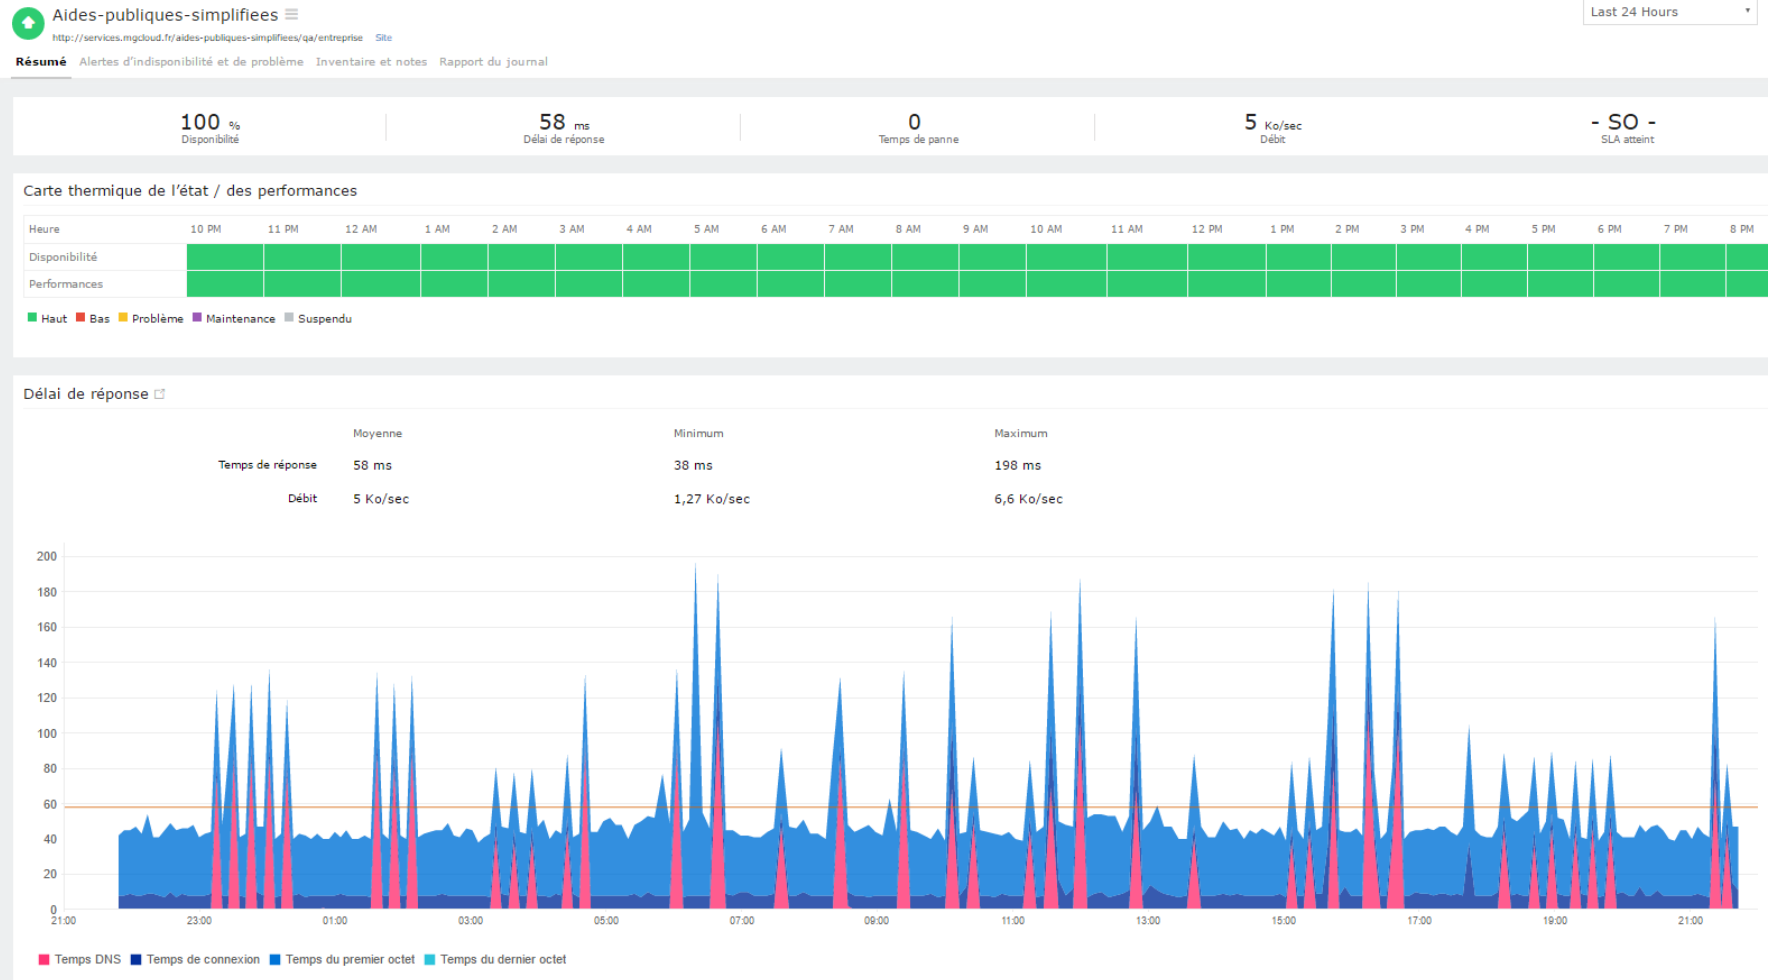 Aides-publiques-simplifiees
Last 24 Hours
http://services.mgcloud.fr/aides-publiques-simplifiees/qa/entreprise Site
Résumé Alertes d'indisponibilité et de problème Inventaire et notes Rapport du journal
100 % 58 ms 0 5 Ko/sec - SO -
Disponibilité Délai de réponse Temps de panne Débit SLA atteint
Carte thermique de l'état / des performances
Heure 10 PM 11 PM 12 AM 1 AM 2 AM 3 AM 4 AM 5 AM 6 AM 7 AM 8 AM 9 AM 10 AM 11 AM 12 PM 1 PM 2 PM 3 PM 4 PM 5 PM 6 PM 7 PM 8 PM
Disponibilité
Performances
Haut Bas Problème Maintenance Suspendu
Délai de réponse
Moyenne Minimum Maximum
Temps de réponse 58 ms 38 ms 198 ms
Débit 5 Ko/sec 1,27 Ko/sec 6,6 Ko/sec
200
180
160
140
120
100
80
60
40
20
0
21:00 23:00 01:00 03:00 05:00 07:00 09:00 11:00 13:00 15:00 17:00 19:00 21:00
Temps DNS Temps de connexion Temps du premier octet Temps du dernier octet